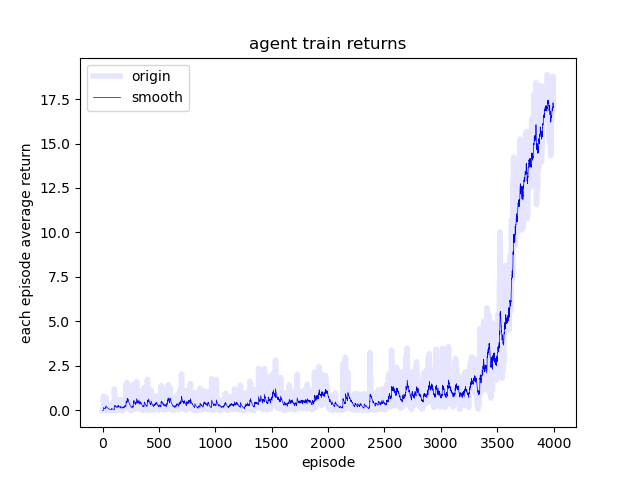 agent train returns
origin
smooth
17.5
15.0
12.5
10.0
7.5
5.0
2.5
0.0
each episode average return
0 500 1000 1500 2000 2500 3000 3500 4000
episode